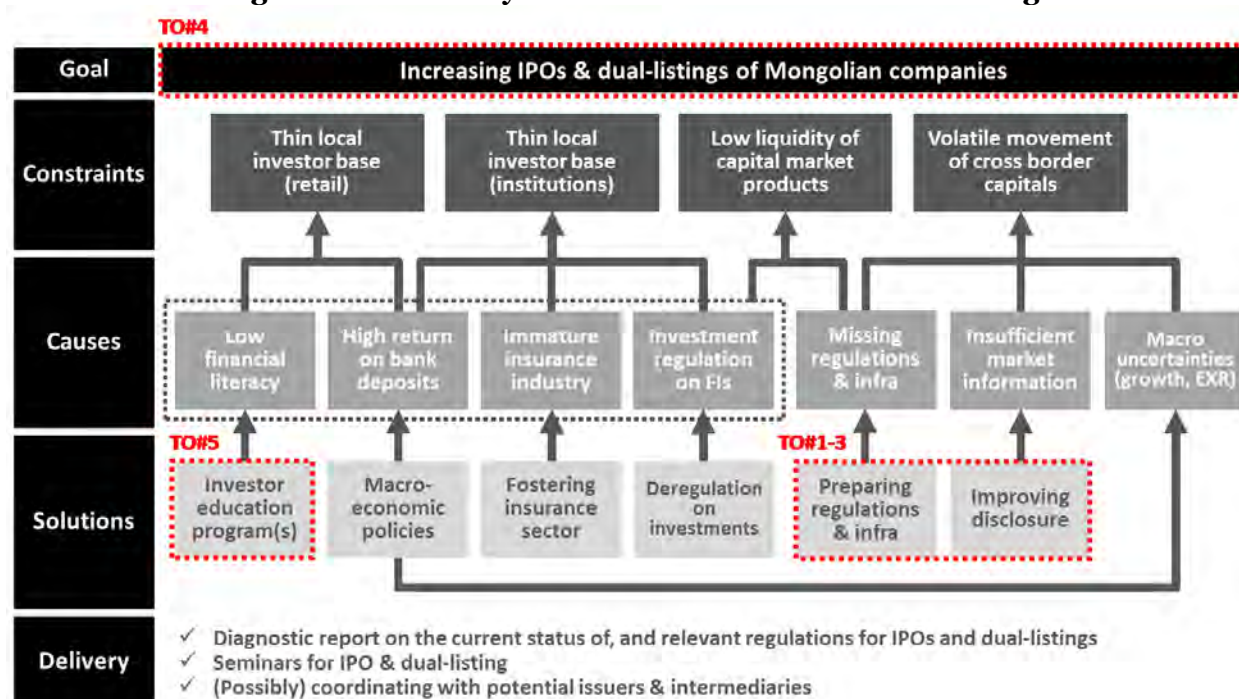 TO#4
Goal
Increasing IPOs & dual-listings of Mongolian companies
Constraints
Thin local
investor base
(retail)
Thin local
investor base
(institutions)
Low liquidity of
capital market
products
Volatile movement
of cross border
capitals
Causes
Low
financial
literacy
High return
on bank
deposits
Immature
insurance
industry
Investment
regulation
on FIs
Missing
regulations
& infra
Insufficient
market
information
Macro
uncertainties
(growth, EXR)
TO#5
TO#1-3
Solutions
Investor
education
program(s)
Macro-
economic
policies
Fostering
insurance
sector
Deregulation
on
investments
Preparing
regulations
& infra
Improving
disclosure
Delivery
✓ Diagnostic report on the current status of, and relevant regulations for IPOs and dual-listings
✓ Seminars for IPO & dual-listing
✓ (Possibly) coordinating with potential issuers & intermediaries